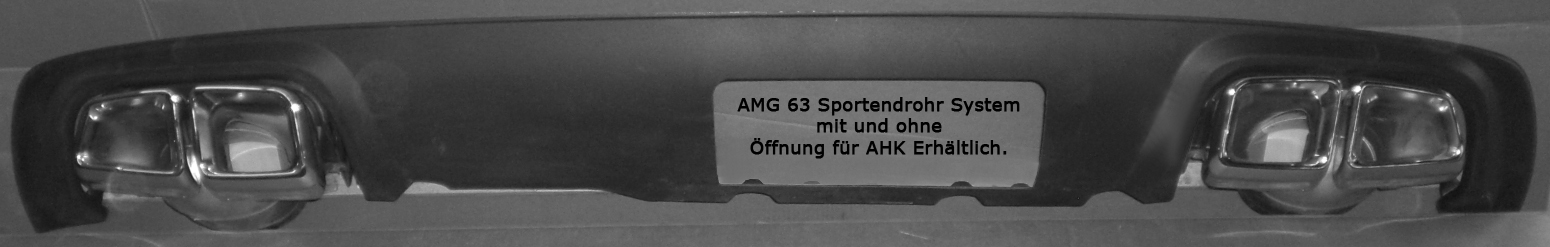 AMG 63 Sportendrohr System
mit und ohne
Öffnung für AHK Erhältlich.